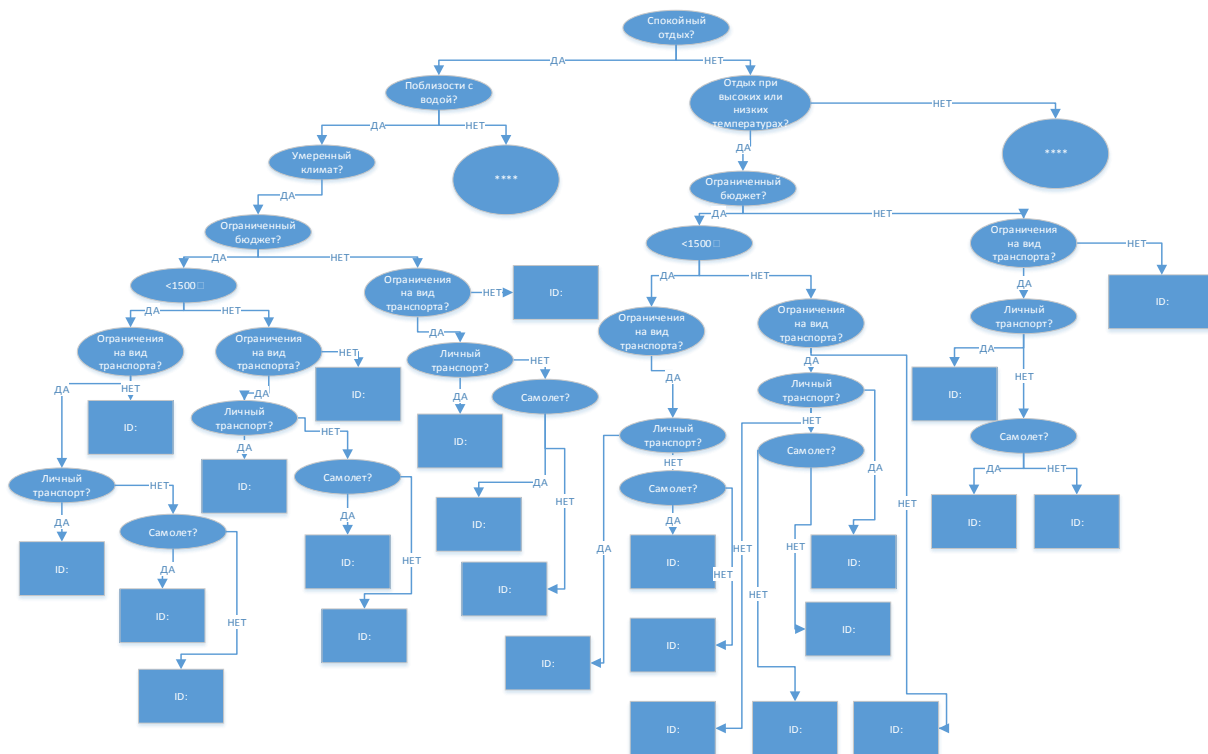 Спокойный
отдых?
ДА
НЕТ
Поблизости с
водой?
Отдых при
высоких или
низких
температурах?
НЕТ
ДА
НЕТ
ДА
****
Умеренный
климат?
****
ДА
Ограниченный
бюджет?
ДА
НЕТ
Ограниченный
бюджет?
ДА
НЕТ
<1500
Ограничения
на вид
транспорта?
НЕТ
ДА
НЕТ
<1500
Ограничения
на вид
транспорта?
НЕТ
ID:
ДА
НЕТ
ДА
ID:
ДА
НЕТ
Ограничения
на вид
транспорта?
Ограничения
на вид
транспорта?
ДА
Ограничения
на вид
транспорта?
Ограничения
на вид
транспорта?
Личный
транспорт?
НЕТ
Личный
транспорт?
НЕТ
ДА
ДА
ДА
НЕТ
ДА
НЕТ
ID:
ДА
ДА
Самолет?
Личный
транспорт?
ID:
НЕТ
ID:
Личный
транспорт?
ID:
Личный
транспорт?
НЕТ
НЕТ
Самолет?
ДА
Самолет?
ДА
НЕТ
ДА
НЕТ
ДА
НЕТ
Личный
транспорт?
НЕТ
ID:
Самолет?
ДА
Самолет?
НЕТ
ID:
ID:
ДА
Самолет?
ДА
ID:
ДА
НЕТ
ДА
НЕТ
НЕТ
ID:
ID:
ID:
ID:
ДА
НЕТ
ID:
НЕТ
ID:
НЕТ
ID:
ID:
ID:
ID:
ID:
ID:
ID:
ID: